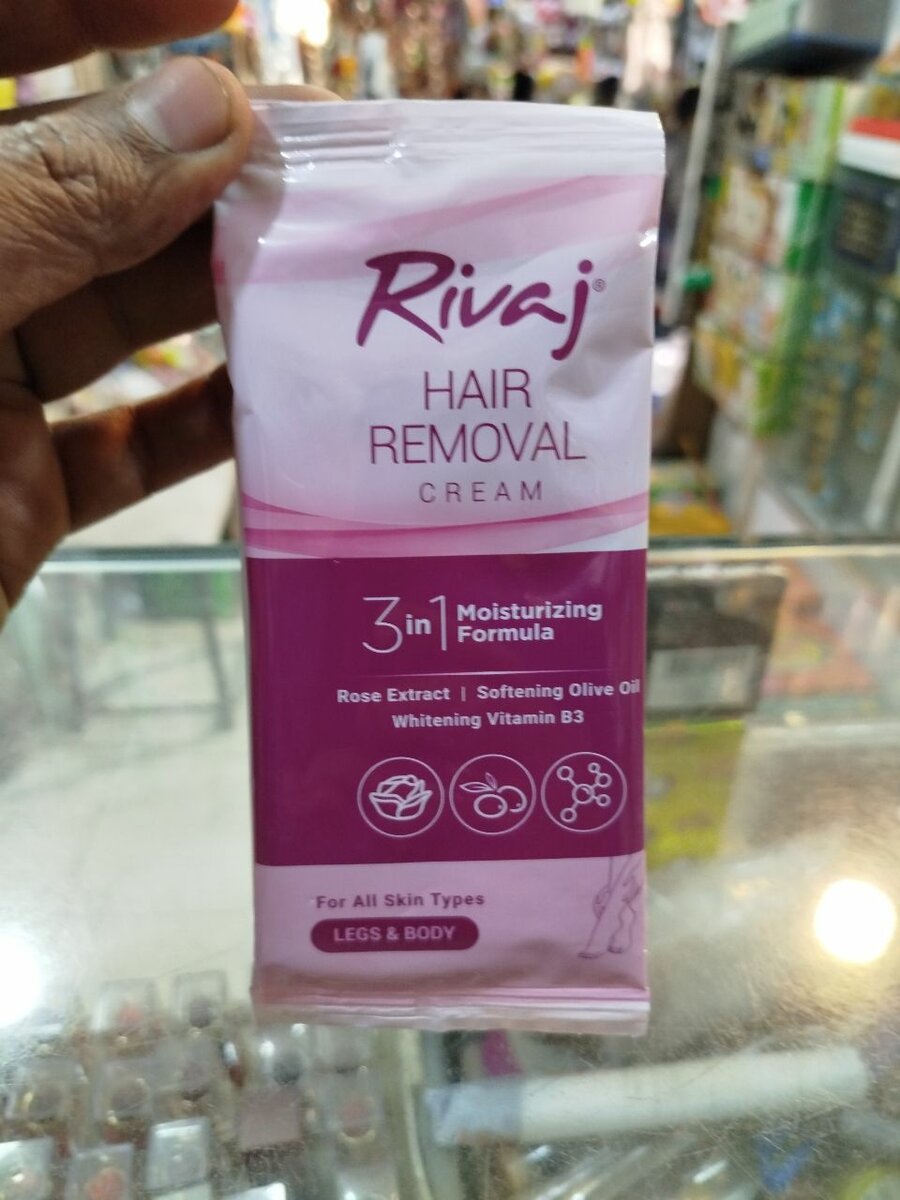 Rivaj®
HAIR
REMOVAL
CREAM
3in1 Moisturizing
Formula
Rose Extract | Softening Olive Oil
Whitening Vitamin B3
For All Skin Types
LEGS & BODY